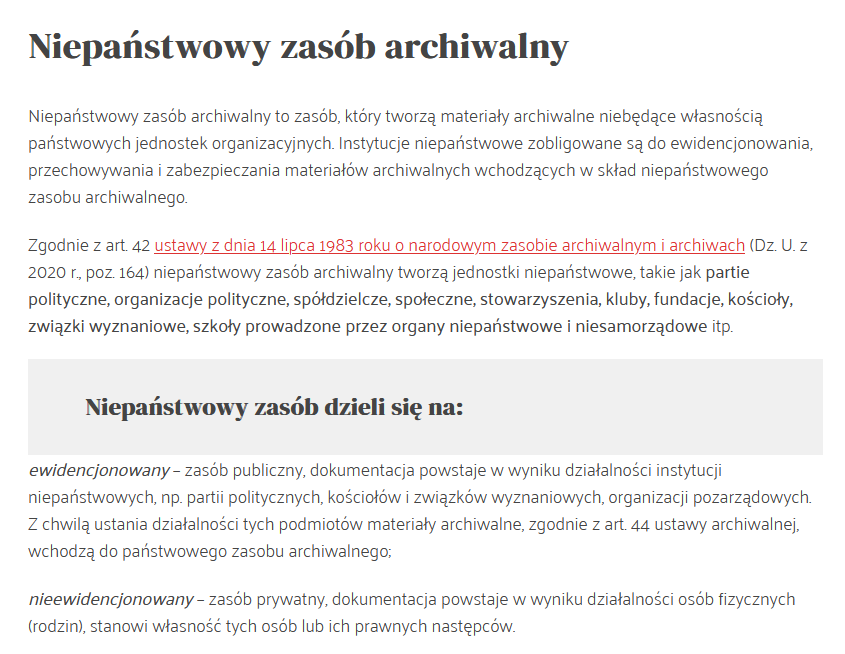 Niepaństwowy zasób archiwalny
Niepaństwowy zasób archiwalny to zasób, który tworzą materiały archiwalne niebędące własnością
państwowych jednostek organizacyjnych. Instytucje niepaństwowe zobligowane są do ewidencjonowania,
przechowywania i zabezpieczania materiałów archiwalnych wchodzących w skład niepaństwowego
zasobu archiwalnego.
Zgodnie z art. 42 ustawy z dnia 14 lipca 1983 roku o narodowym zasobie archiwalnym i archiwach (Dz. U. z
2020 r., poz. 164) niepaństwowy zasób archiwalny tworzą jednostki niepaństwowe, takie jak partie
polityczne, organizacje polityczne, spółdzielcze, społeczne, stowarzyszenia, kluby, fundacje, kościoły,
związki wyznaniowe, szkoły prowadzone przez organy niepaństwowe i niesamorządowe itp.
Niepaństwowy zasób dzieli się na:
ewidencjonowany – zasób publiczny, dokumentacja powstaje w wyniku działalności instytucji
niepaństwowych, np. partii politycznych, kościołów i związków wyznaniowych, organizacji pozarządowych.
Z chwilą ustania działalności tych podmiotów materiały archiwalne, zgodnie z art. 44 ustawy archiwalnej,
wchodzą do państwowego zasobu archiwalnego;
nieewidencjonowany – zasób prywatny, dokumentacja powstaje w wyniku działalności osób fizycznych
(rodzin), stanowi własność tych osób lub ich prawnych następców.